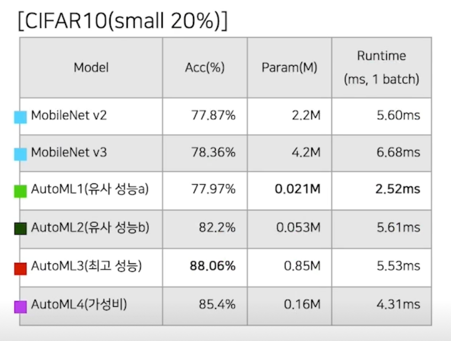 [CIFAR10(small 20%)]
Model Acc(%) Param(M) Runtime
(ms, 1 batch)
MobileNet v2 77.87% 2.2M 5.60ms
MobileNet v3 78.36% 4.2M 6.68ms
AutoML1(유사 성능a) 77.97% 0.021M 2.52ms
AutoML2(유사 성능b) 82.2% 0.053M 5.61ms
AutoML3(최고 성능) 88.06% 0.85M 5.53ms
AutoML4(가성비) 85.4% 0.16M 4.31ms